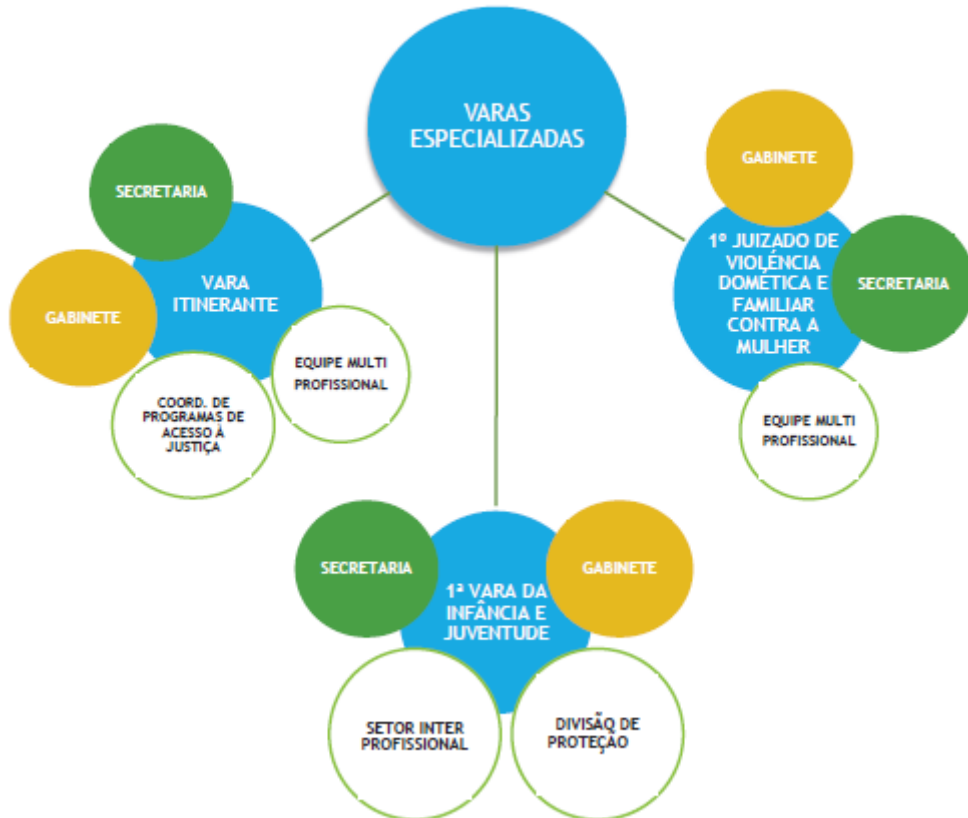 VARAS
ESPECIALIZADAS
SECRETARIA
GABINETE
VARA
ITINERANTE
COORD. DE
PROGRAMAS DE
ACESSO À
JUSTIÇA
EQUIPE MULTI
PROFISSIONAL
GABINETE
1º JUIZADO DE
VIOLÉNCIA
DOMÉTICA E
FAMILIAR
CONTRA A
MULHER
SECRETARIA
EQUIPE MULTI
PROFISSIONAL
SECRETARIA
GABINETE
1ª VARA DA
INFÂNCIA E
JUVENTUDE
SETOR INTER
PROFISSIONAL
DIVISÃO DE
PROTEÇAO